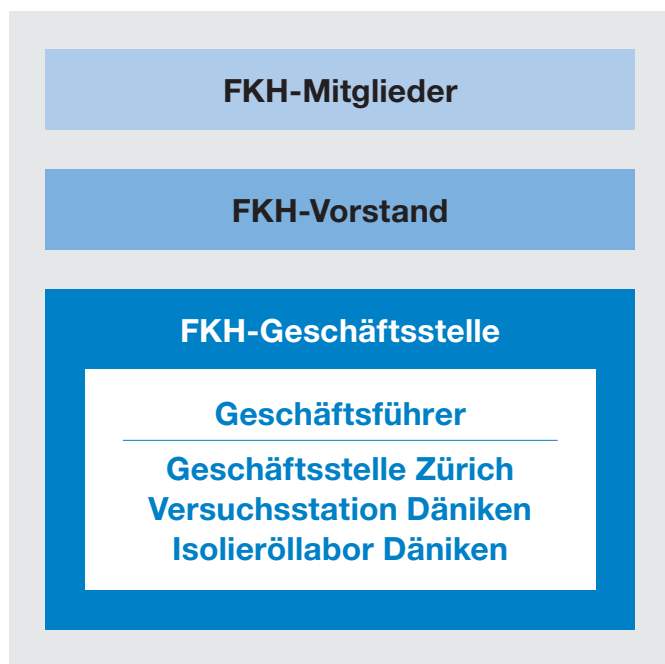 FKH-Mitglieder
FKH-Vorstand
FKH-Geschäftsstelle
Geschäftsführer
Geschäftsstelle Zürich
Versuchsstation Däniken
Isolieröllabor Däniken